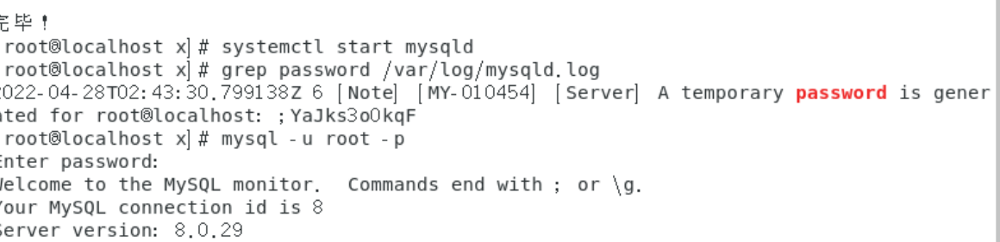 完毕！
root@localhost x]# systemctl start mysqld
root@localhost x]# grep password /var/log/mysqld.log
2022-04-28T02:43:30.799138Z 6 [Note] [MY-010454] [Server] A temporary password is gener
ated for root@localhost: ;YaJks3oOkqF
root@localhost x]# mysql -u root -p
Enter password:
Welcome to the MySQL monitor.  Commands end with ; or \g.
Your MySQL connection id is 8
Server version: 8.0.29